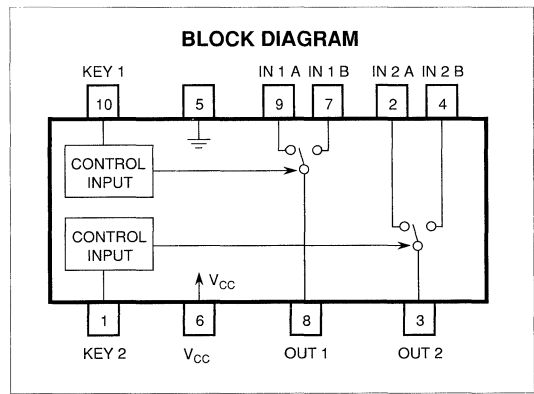 BLOCK DIAGRAM
KEY 1 IN 1 A IN 1 B IN 2 A IN 2 B
10 5 9 7 2 4
CONTROL
INPUT
CONTROL
INPUT
VCC
1 6 8 3
KEY 2 VCC OUT 1 OUT 2